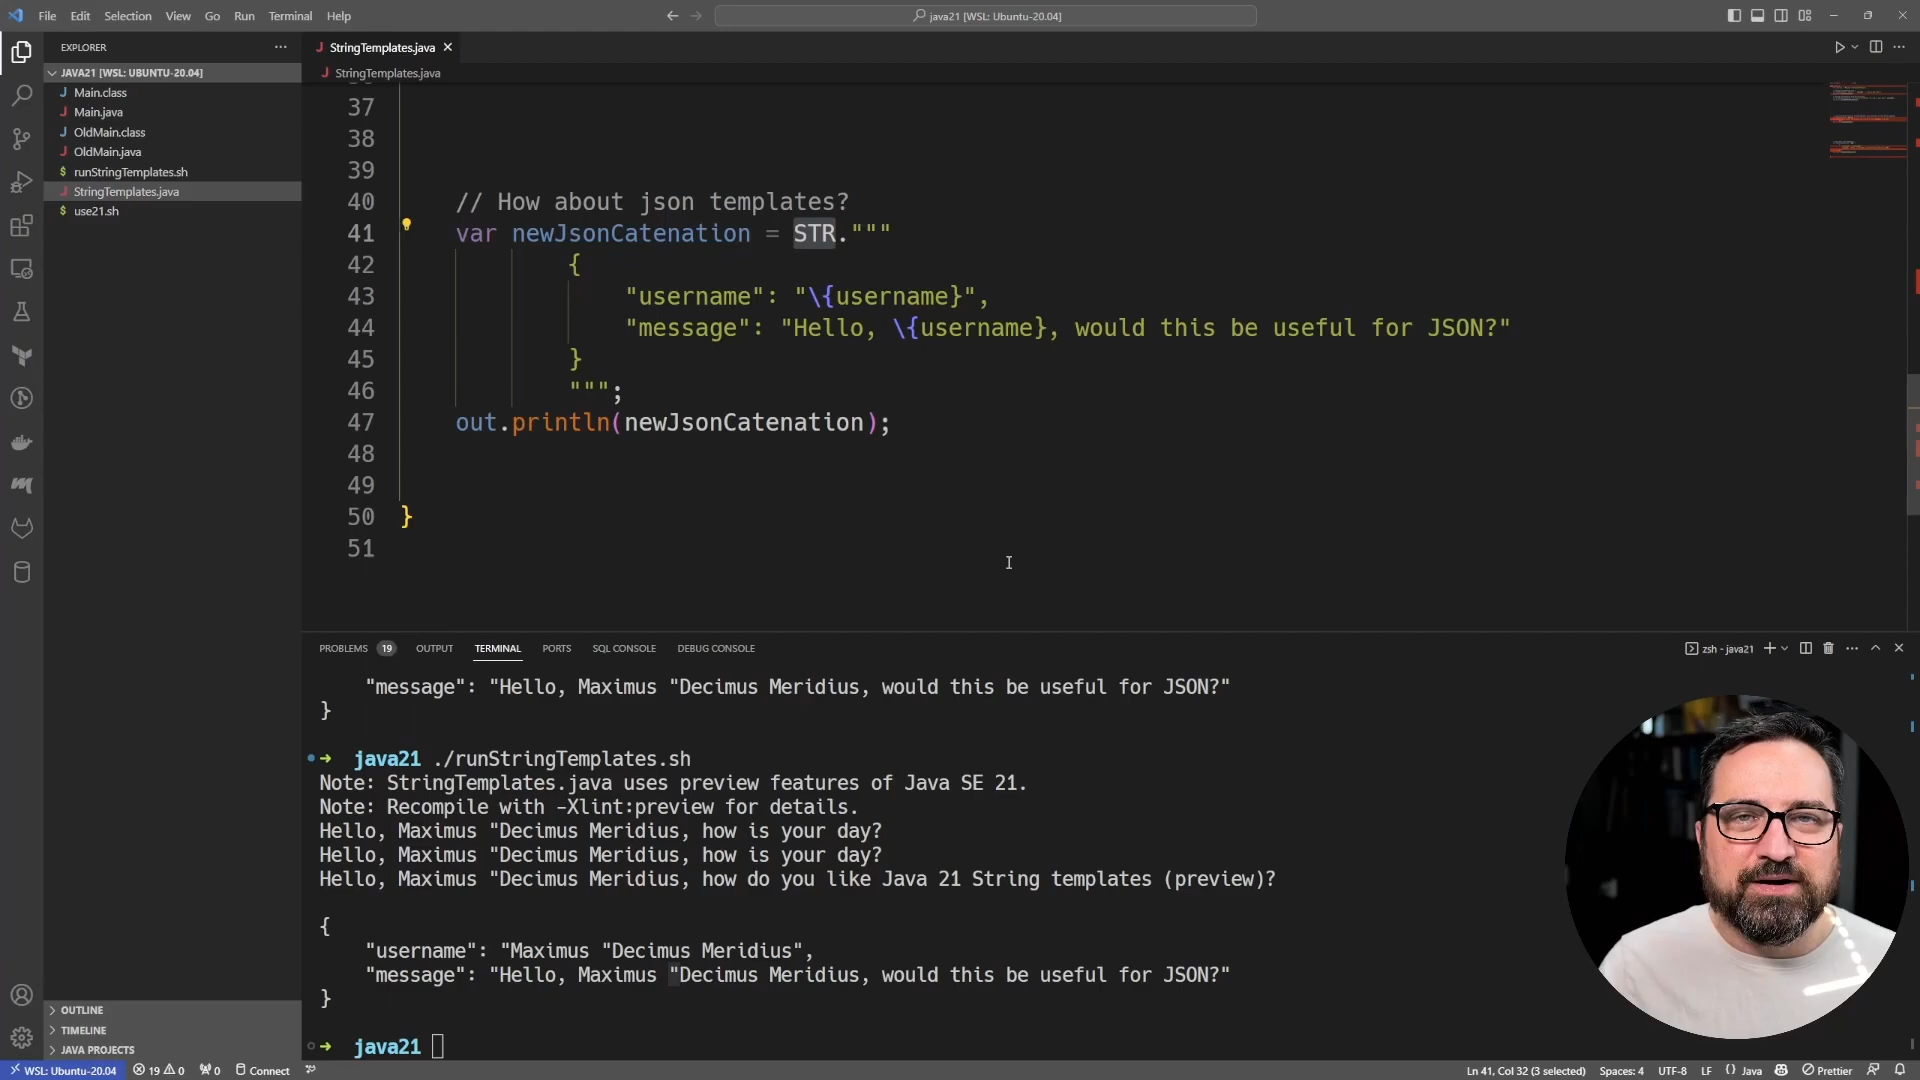 File Edit Selection View Go Run Terminal Help
java21 [WSL: Ubuntu-20.04]
EXPLORER
JAVA21 [WSL: UBUNTU-20.04]
Main.class
Main.java
OldMain.class
OldMain.java
runStringTemplates.sh
StringTemplates.java
use21.sh
OUTLINE
TIMELINE
JAVA PROJECTS
StringTemplates.java
StringTemplates.java
37
38
39
40 // How about json templates?
41 var newJsonCatenation = STR."""
42 {
43 "username": "\{username}",
44 "message": "Hello, \{username}, would this be useful for JSON?"
45 }
46 """;
47 out.println(newJsonCatenation);
48
49
50 }
51
PROBLEMS 19 OUTPUT TERMINAL PORTS SQL CONSOLE DEBUG CONSOLE
zsh - java21
"message": "Hello, Maximus "Decimus Meridius, would this be useful for JSON?"
}
➜ java21 ./runStringTemplates.sh
Note: StringTemplates.java uses preview features of Java SE 21.
Note: Recompile with -Xlint:preview for details.
Hello, Maximus "Decimus Meridius, how is your day?
Hello, Maximus "Decimus Meridius, how is your day?
Hello, Maximus "Decimus Meridius, how do you like Java 21 String templates (preview)?
{
"username": "Maximus "Decimus Meridius",
"message": "Hello, Maximus "Decimus Meridius, would this be useful for JSON?"
}
➜ java21
WSL: Ubuntu-20.04 19 0 0 Connect
Ln 41, Col 32 (3 selected) Spaces: 4 UTF-8 LF {} Java Prettier